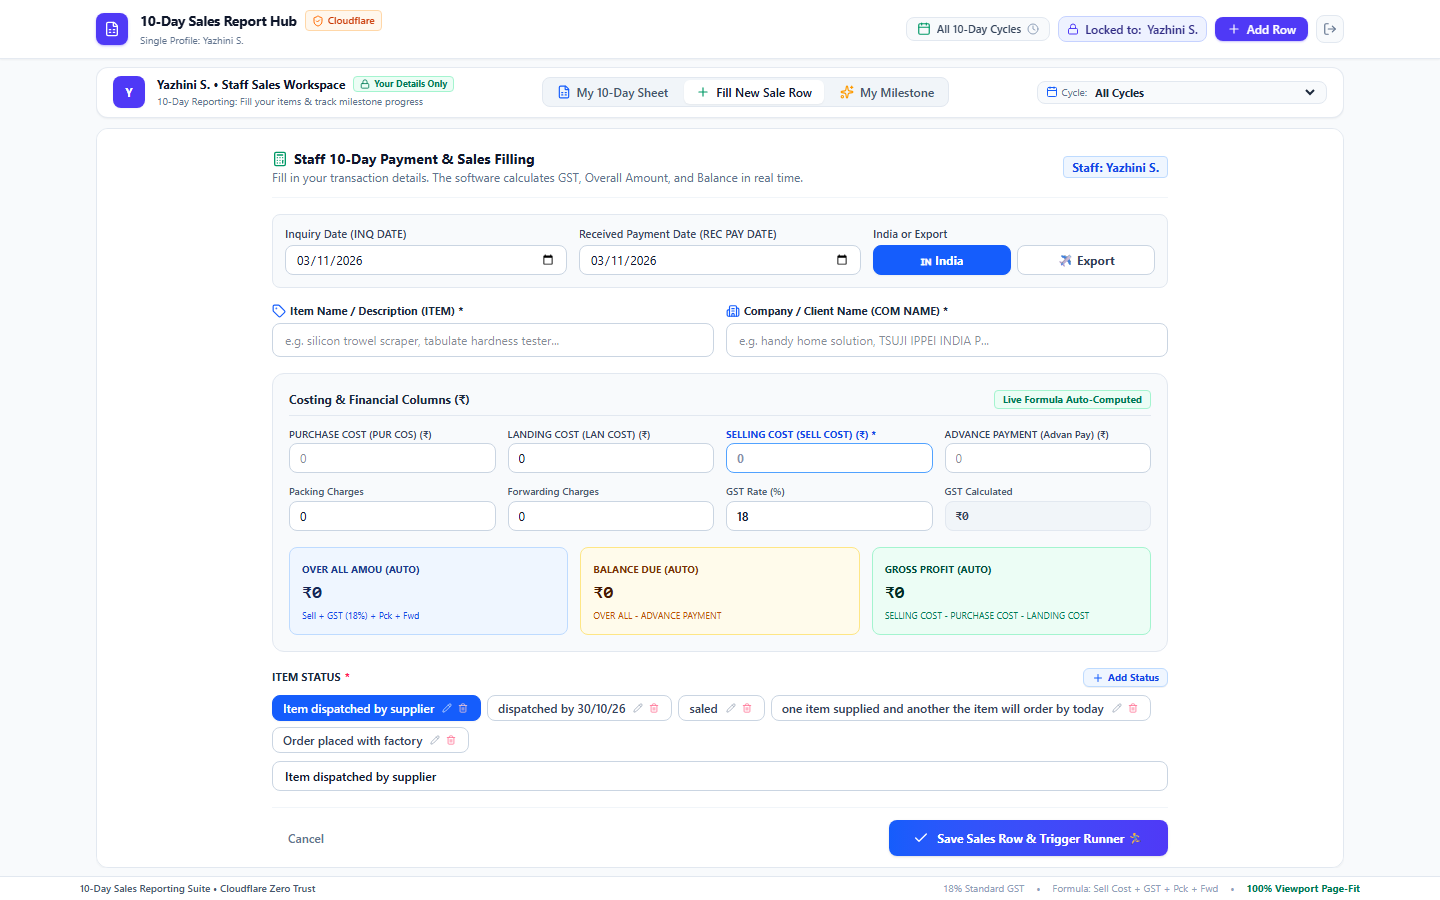 10-Day Sales Report Hub
Cloudflare
Single Profile: Yazhini S.
All 10-Day Cycles
Locked to: Yazhini S.
Add Row
Y
Yazhini S. • Staff Sales Workspace
Your Details Only
10-Day Reporting: Fill your items & track milestone progress
My 10-Day Sheet
Fill New Sale Row
My Milestone
Cycle: All Cycles
Staff 10-Day Payment & Sales Filling
Fill in your transaction details. The software calculates GST, Overall Amount, and Balance in real time.
Staff: Yazhini S.
Inquiry Date (INQ DATE)
Received Payment Date (REC PAY DATE)
India or Export
03/11/2026
03/11/2026
IN India
Export
Item Name / Description (ITEM) *
Company / Client Name (COM NAME) *
e.g. silicon trowel scraper, tabulate hardness tester...
e.g. handy home solution, TSUJI IPPEI INDIA P...
Costing & Financial Columns (₹)
Live Formula Auto-Computed
PURCHASE COST (PUR COS) (₹)
LANDING COST (LAN COST) (₹)
SELLING COST (SELL COST) (₹) *
ADVANCE PAYMENT (Advan Pay) (₹)
0
0
0
0
Packing Charges
Forwarding Charges
GST Rate (%)
GST Calculated
0
0
18
₹0
OVER ALL AMOU (AUTO)
₹0
Sell + GST (18%) + Pck + Fwd
BALANCE DUE (AUTO)
₹0
OVER ALL - ADVANCE PAYMENT
GROSS PROFIT (AUTO)
₹0
SELLING COST - PURCHASE COST - LANDING COST
ITEM STATUS *
Add Status
Item dispatched by supplier
dispatched by 30/10/26
saled
one item supplied and another the item will order by today
Order placed with factory
Item dispatched by supplier
Cancel
Save Sales Row & Trigger Runner
10-Day Sales Reporting Suite • Cloudflare Zero Trust
18% Standard GST • Formula: Sell Cost + GST + Pck + Fwd • 100% Viewport Page-Fit